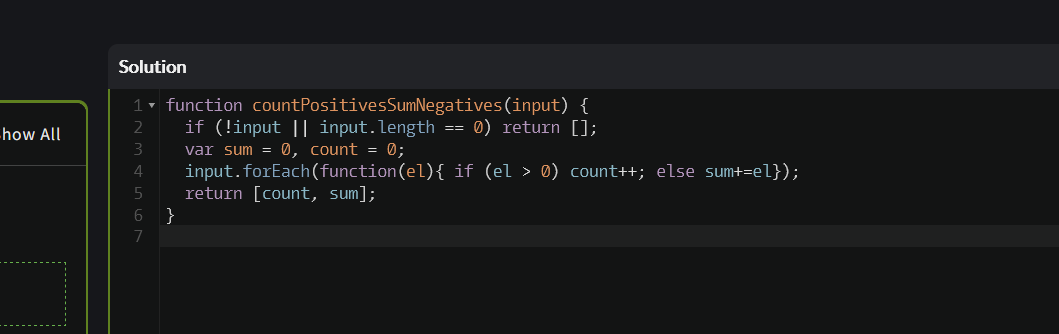 Solution
how All
1 function countPositivesSumNegatives(input) {
2 if (!input || input.length == 0) return [];
3 var sum = 0, count = 0;
4 input.forEach(function(el){ if (el > 0) count++; else sum+=el});
5 return [count, sum];
6 }
7